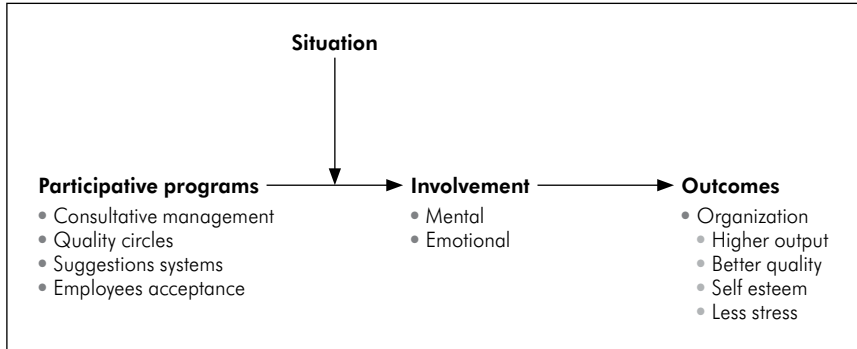 Situation
Participative programs
Involvement
Outcomes
• Consultative management
• Quality circles
• Suggestions systems
• Employees acceptance
• Mental
• Emotional
• Organization
• Higher output
• Better quality
• Self esteem
• Less stress